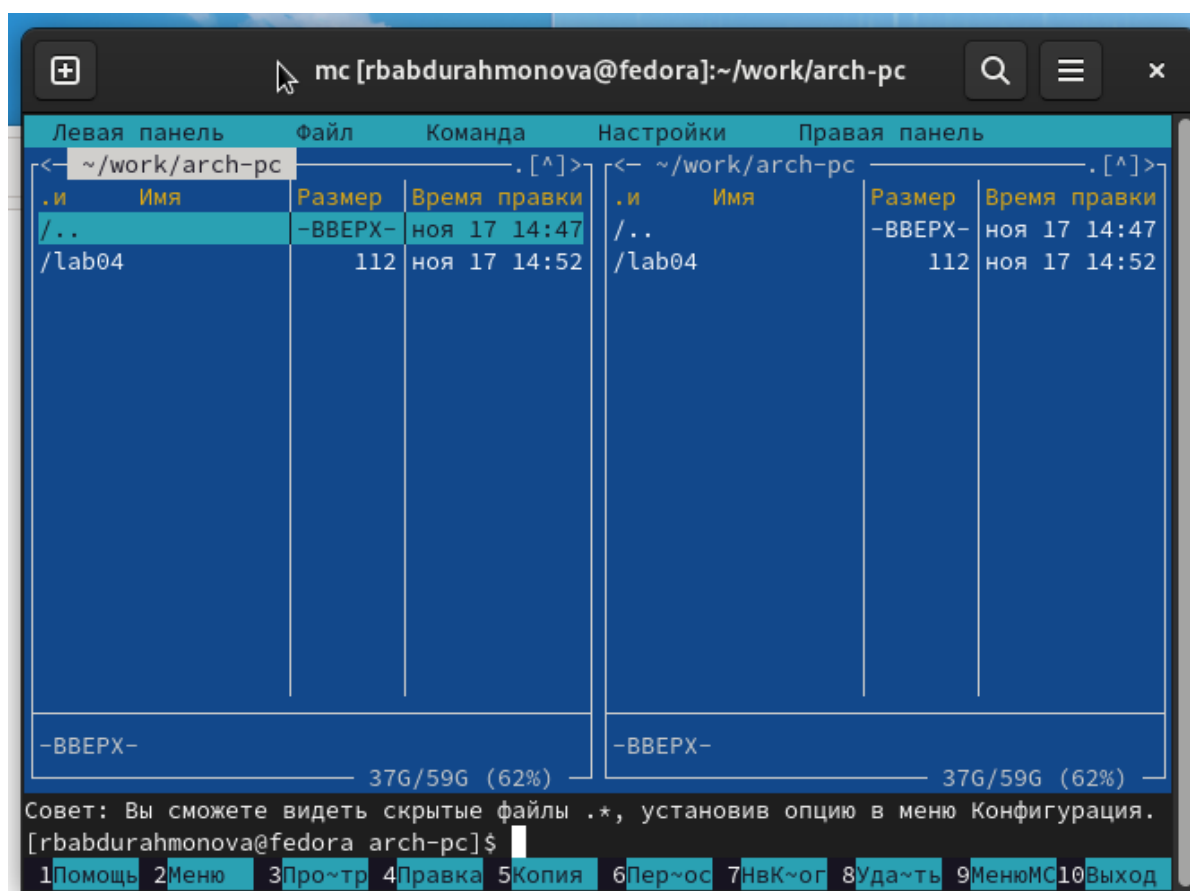 mc [rbabdurahmonova@fedora]:~/work/arch-pc
Левая панель Файл Команда Настройки Правая панель
<─ ~/work/arch-pc ─.[^]>
.и Имя Размер Время правки
/.. -ВВЕРХ- ноя 17 14:47
/lab04 112 ноя 17 14:52
-ВВЕРХ-
37G/59G (62%)
<─ ~/work/arch-pc ─.[^]>
.и Имя Размер Время правки
/.. -ВВЕРХ- ноя 17 14:47
/lab04 112 ноя 17 14:52
-ВВЕРХ-
37G/59G (62%)
Совет: Вы сможете видеть скрытые файлы .*, установив опцию в меню Конфигурация.
[rbabdurahmonova@fedora arch-pc]$
1Помощь 2Меню 3Про~тр 4Правка 5Копия 6Пер~ос 7НвК~ог 8Уда~ть 9МенюМС 10Выход